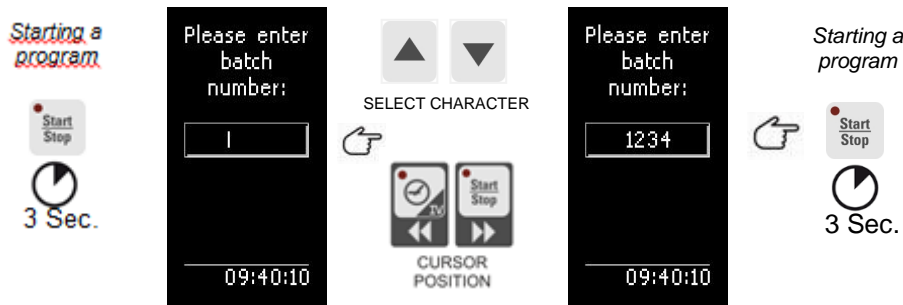 Starting a
program
Start
Stop
3 Sec.
Please enter
batch
number:
09:40:10
SELECT CHARACTER
IV
Start
Stop
CURSOR
POSITION
Please enter
batch
number:
1234
09:40:10
Starting a
program
Start
Stop
3 Sec.